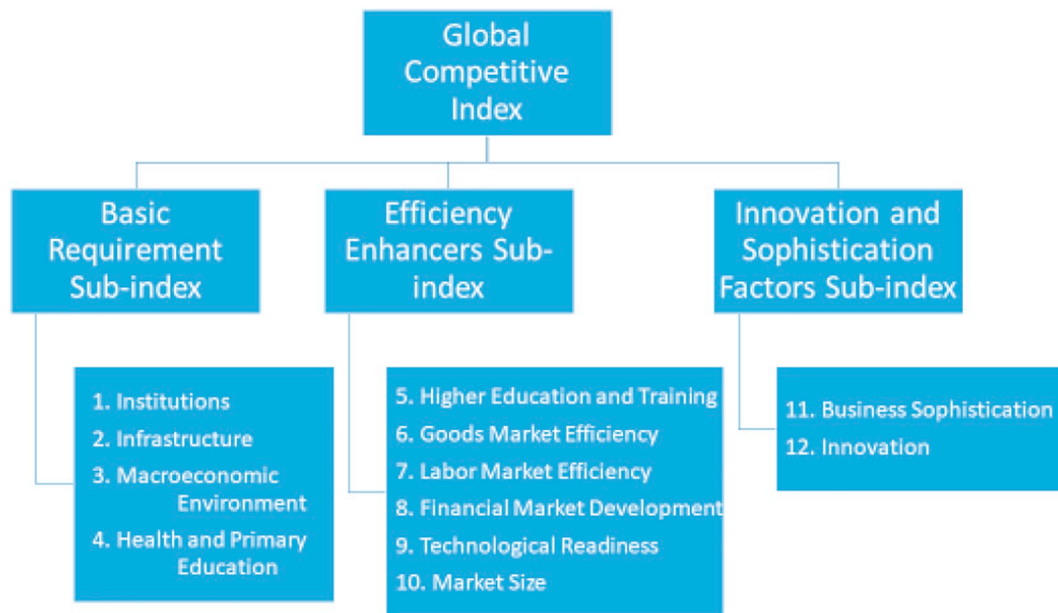 Global
Competitive
Index
Basic
Requirement
Sub-index
Efficiency
Enhancers Sub-
index
Innovation and
Sophistication
Factors Sub-index
1. Institutions
2. Infrastructure
3. Macroeconomic
Environment
4. Health and Primary
Education
5. Higher Education and Training
6. Goods Market Efficiency
7. Labor Market Efficiency
8. Financial Market Development
9. Technological Readiness
10. Market Size
11. Business Sophistication
12. Innovation